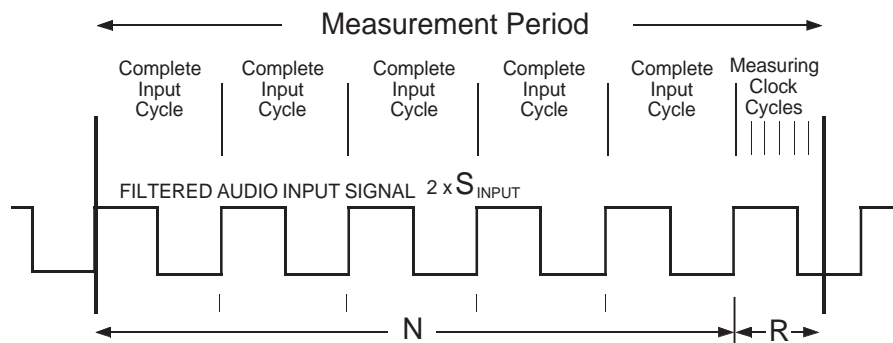 Measurement Period
Complete
Input
Cycle
Complete
Input
Cycle
Complete
Input
Cycle
Complete
Input
Cycle
Complete
Input
Cycle
Measuring
Clock
Cycles
FILTERED AUDIO INPUT SIGNAL 2 x SINPUT
N
R